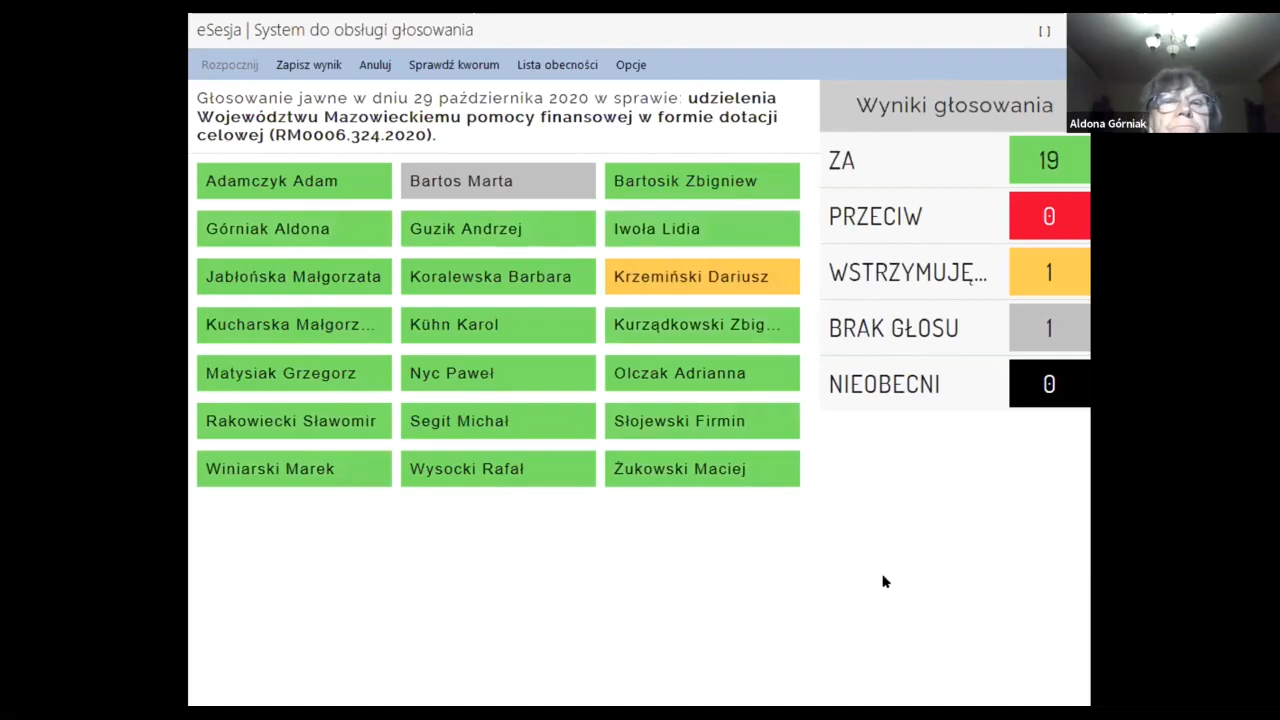 eSesja | System do obsługi głosowania
[ ]
Rozpocznij Zapisz wynik Anuluj Sprawdź kworum Lista obecności Opcje
Głosowanie jawne w dniu 29 października 2020 w sprawie: udzielenia
Województwu Mazowieckiemu pomocy finansowej w formie dotacji
celowej (RM0006.324.2020).
Adamczyk Adam Bartos Marta Bartosik Zbigniew
Górniak Aldona Guzik Andrzej Iwoła Lidia
Jabłońska Małgorzata Koralewska Barbara Krzemiński Dariusz
Kucharska Małgorz... Kühn Karol Kurządkowski Zbig...
Matysiak Grzegorz Nyc Paweł Olczak Adrianna
Rakowiecki Sławomir Segit Michał Słojewski Firmin
Winiarski Marek Wysocki Rafał Żukowski Maciej
Wyniki głosowania
ZA 19
PRZECIW 0
WSTRZYMUJĘ... 1
BRAK GŁOSU 1
NIEOBECNI 0
Aldona Górniak